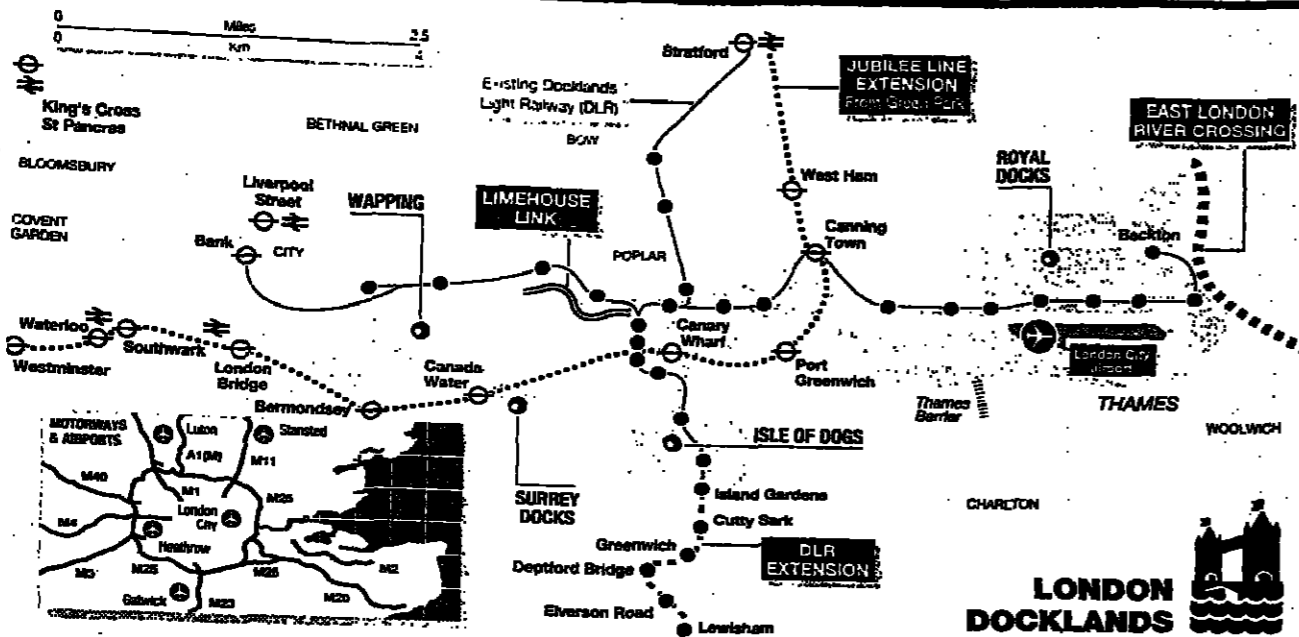 0 Miles 2.5
0 Km 4
King's Cross
St Pancras
BETHNAL GREEN
BLOOMSBURY
COVENT
GARDEN
Liverpool
Street
Bank
CITY
WAPPING
Existing Docklands
Light Railway (DLR)
BOW
Stratford
JUBILEE LINE
EXTENSION
From Green Park
EAST LONDON
RIVER CROSSING
LIMEHOUSE
LINK
POPLAR
West Ham
Canning
Town
ROYAL
DOCKS
Beckton
Waterloo
Westminster
Southwark
London
Bridge
Bermondsey
Canada
Water
Canary
Wharf
Port
Greenwich
London City
Airport
Thames
Barrier
THAMES
WOOLWICH
ISLE OF DOGS
SURREY
DOCKS
Island Gardens
Cutty Sark
Greenwich
Deptford Bridge
Elverson Road
Lewisham
DLR
EXTENSION
CHARLTON
MOTORWAYS
& AIRPORTS
Luton
Stansted
A1(M)
M11
M40
M1
M25
London
City
M4
Heathrow
M3
M25
M26
M2
Gatwick
M23
M20
LONDON
DOCKLANDS